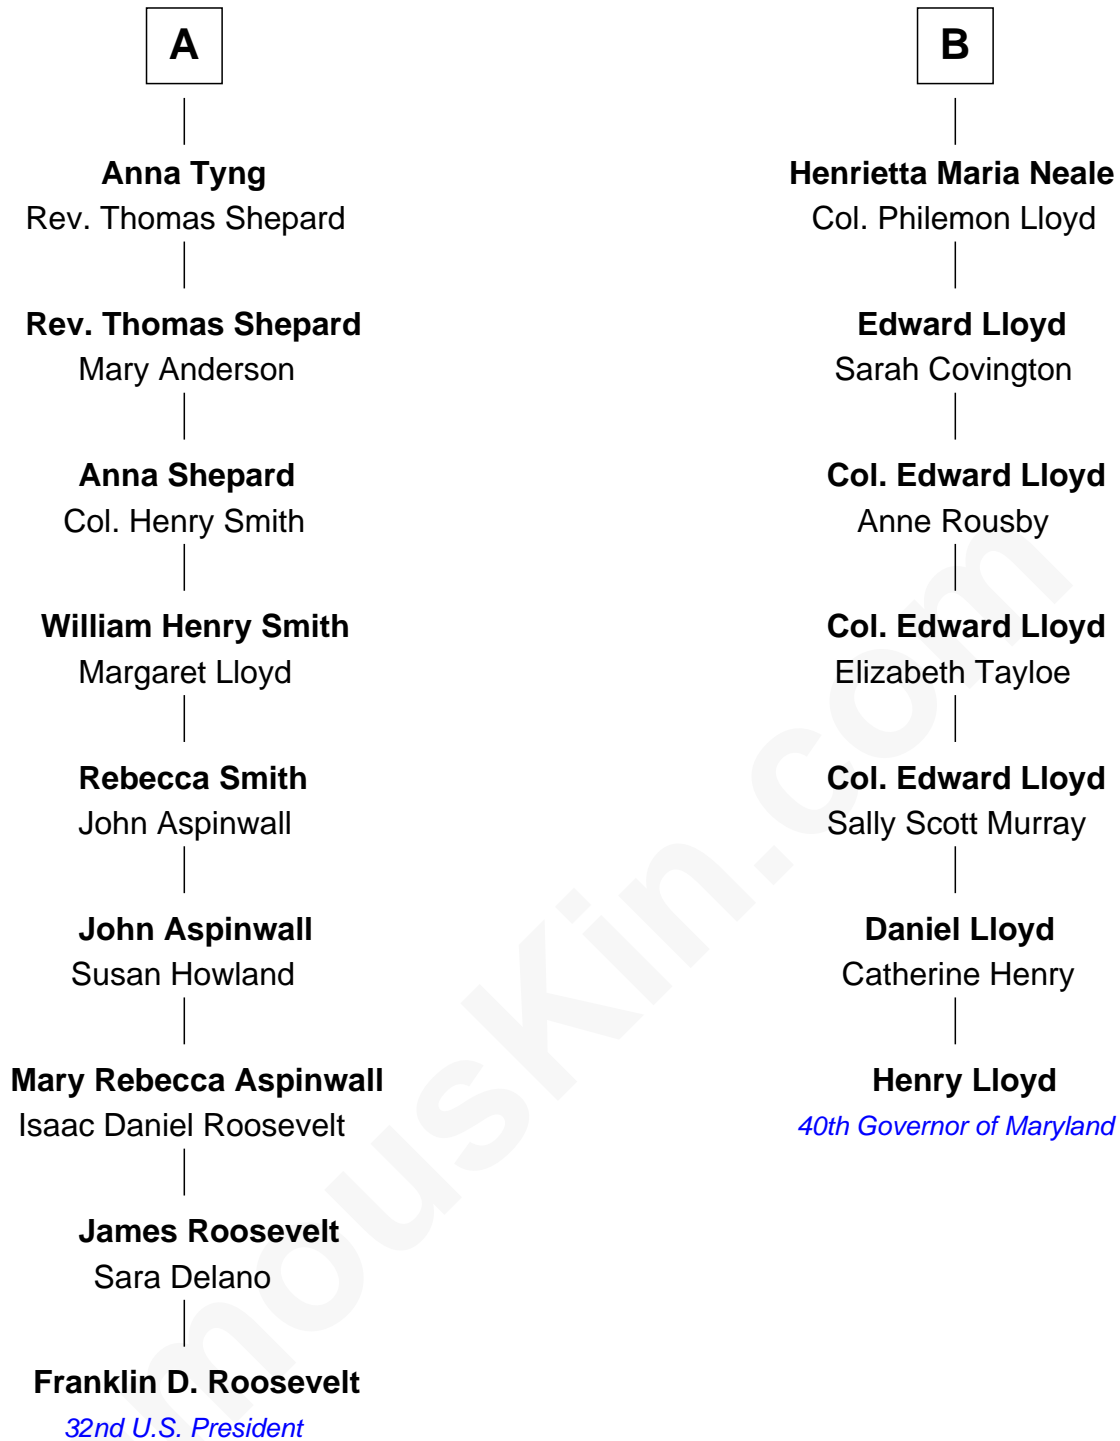 A
Anna Tyng
Rev. Thomas Shepard
Rev. Thomas Shepard
Mary Anderson
Anna Shepard
Col. Henry Smith
William Henry Smith
Margaret Lloyd
Rebecca Smith
John Aspinwall
John Aspinwall
Susan Howland
Mary Rebecca Aspinwall
Isaac Daniel Roosevelt
James Roosevelt
Sara Delano
Franklin D. Roosevelt
32nd U.S. President
B
Henrietta Maria Neale
Col. Philemon Lloyd
Edward Lloyd
Sarah Covington
Col. Edward Lloyd
Anne Rousby
Col. Edward Lloyd
Elizabeth Tayloe
Col. Edward Lloyd
Sally Scott Murray
Daniel Lloyd
Catherine Henry
Henry Lloyd
40th Governor of Maryland
mouskin.com